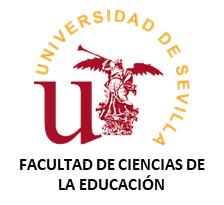 UNIVERSIDAD DE SEVILLA
u
FACULTAD DE CIENCIAS DE
LA EDUCACIÓN